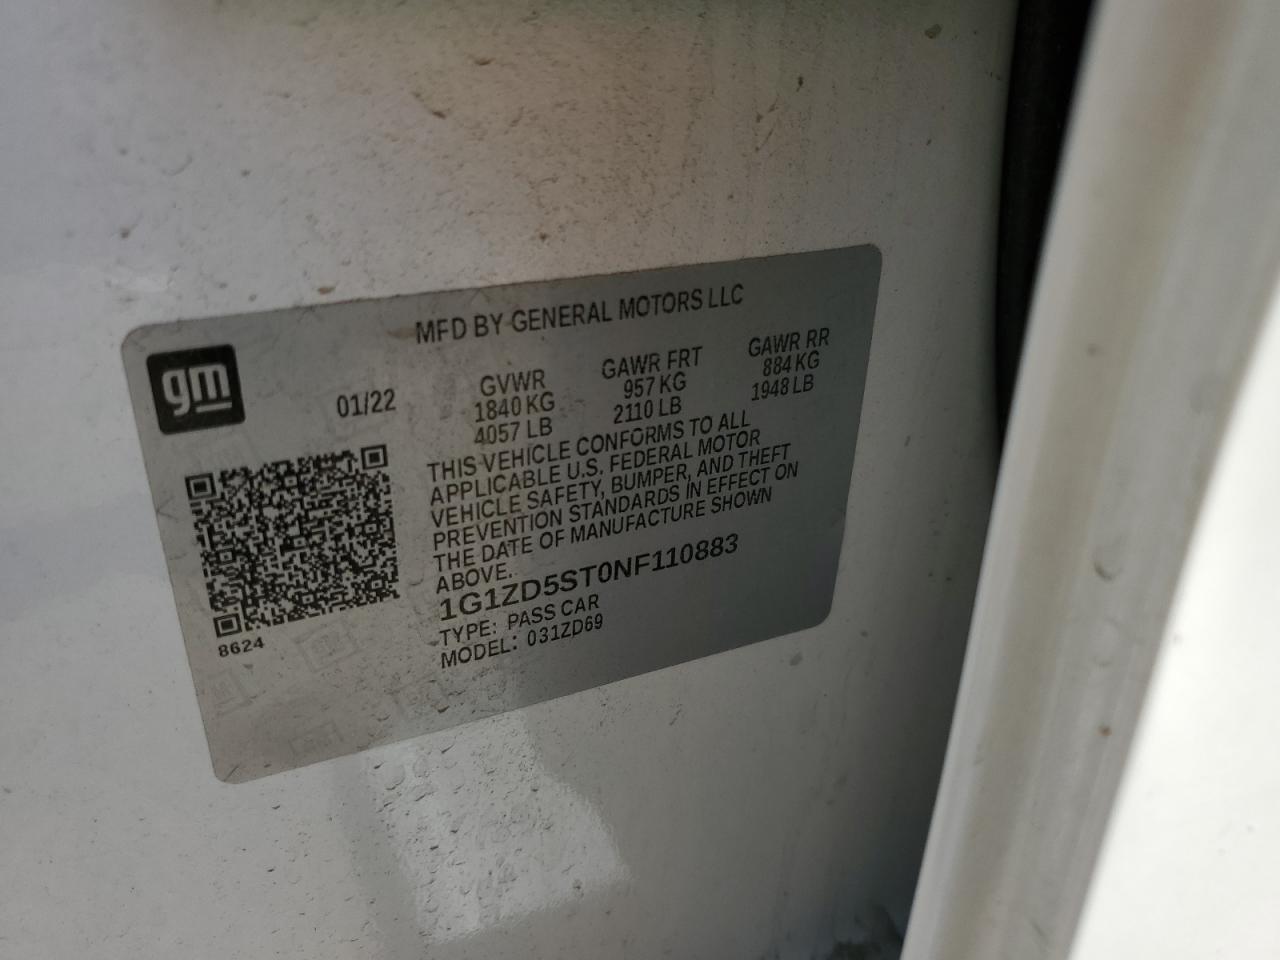 MFD BY GENERAL MOTORS LLC
gm
01/22
GVWR GAWR FRT GAWR RR
1840 KG 957 KG 884 KG
4057 LB 2110 LB 1948 LB
THIS VEHICLE CONFORMS TO ALL
APPLICABLE U.S. FEDERAL MOTOR
VEHICLE SAFETY, BUMPER, AND THEFT
PREVENTION STANDARDS IN EFFECT ON
THE DATE OF MANUFACTURE SHOWN
ABOVE.
1G1ZD5ST0NF110883
TYPE: PASS CAR
MODEL: 031ZD69
8624